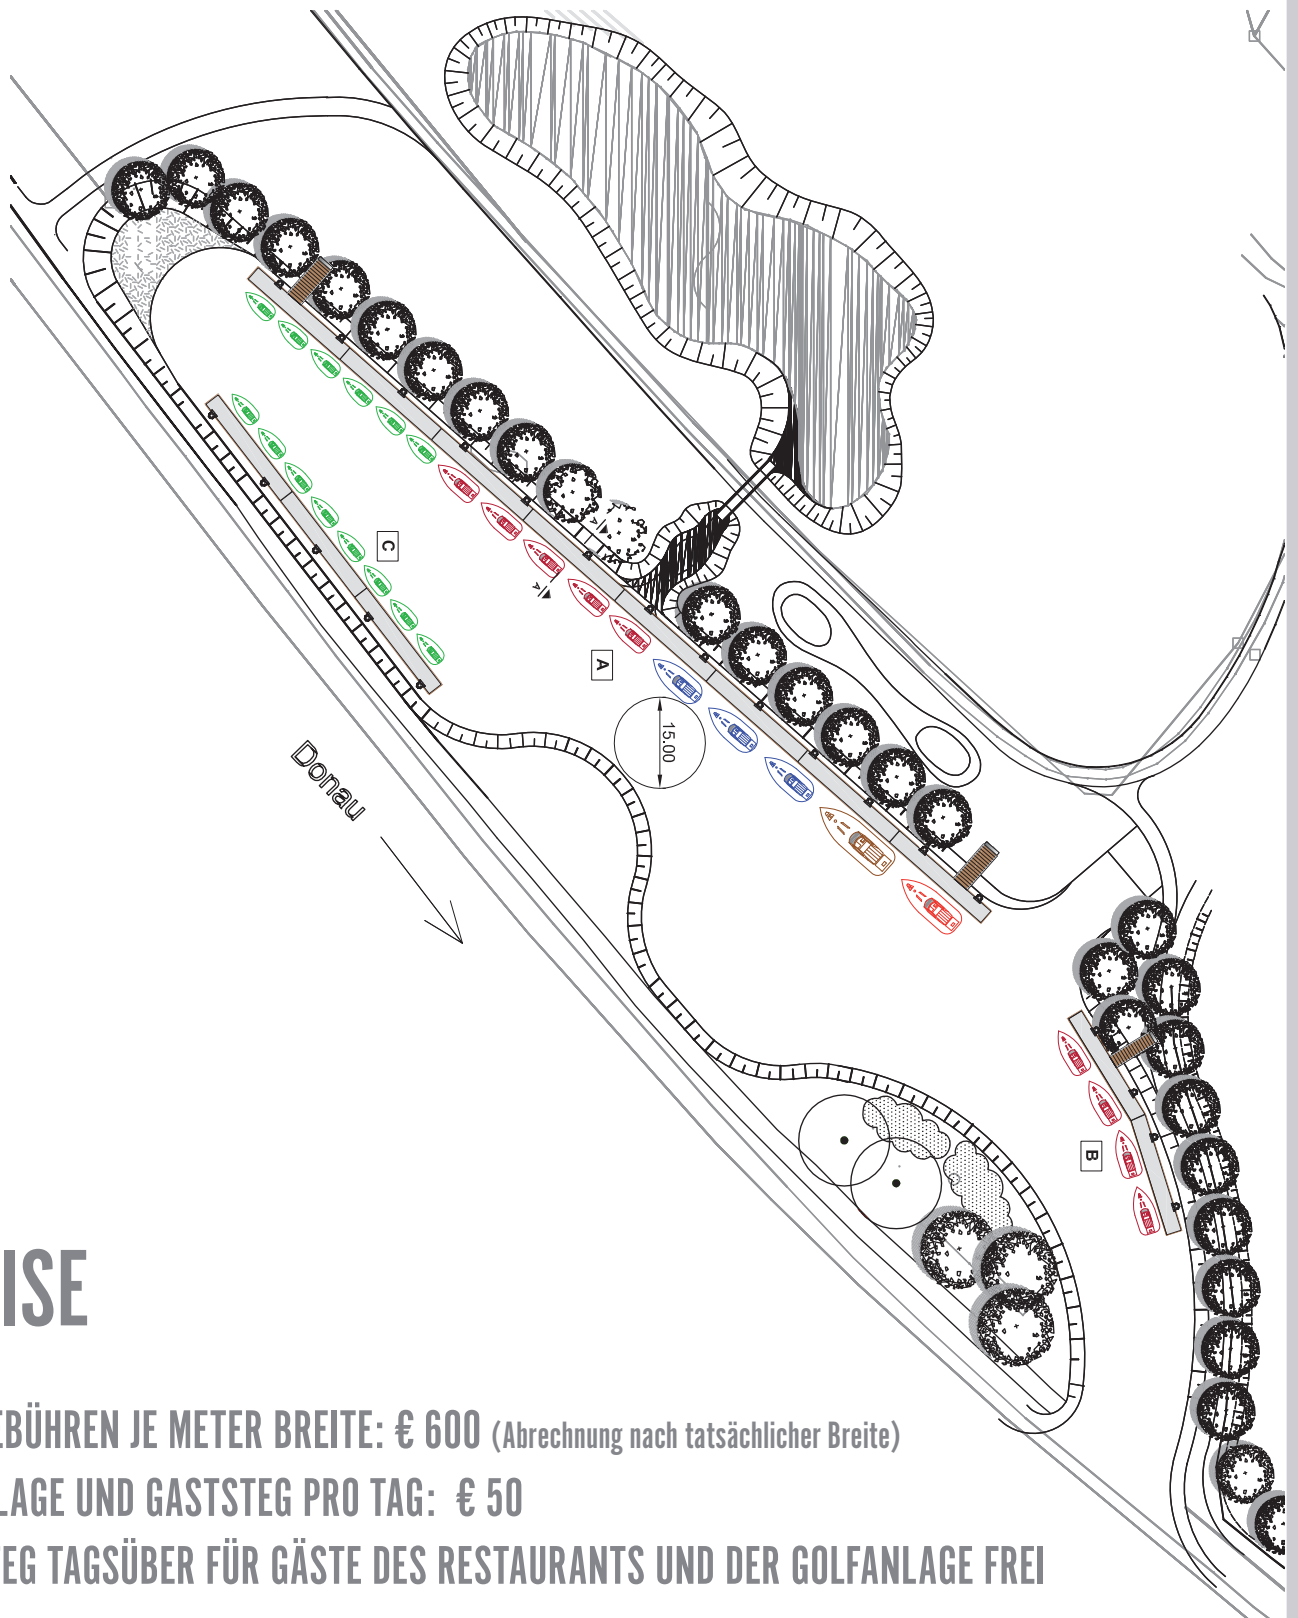 A
A
C
A
15.00
Donau
B
ISE
EBÜHREN JE METER BREITE: € 600 (Abrechnung nach tatsächlicher Breite)
LAGE UND GASTSTEG PRO TAG: € 50
EG TAGSÜBER FÜR GÄSTE DES RESTAURANTS UND DER GOLFANLAGE FREI